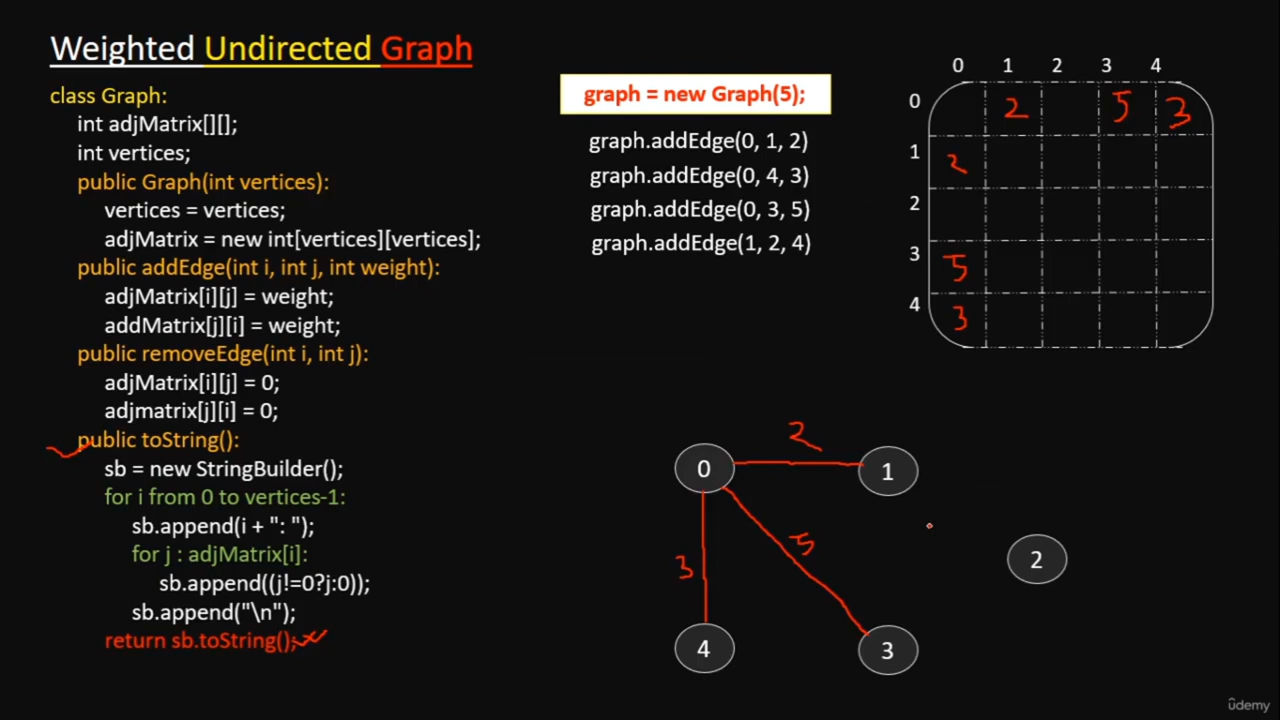 Weighted Undirected Graph
class Graph:
int adjMatrix[][];
int vertices;
public Graph(int vertices):
vertices = vertices;
adjMatrix = new int[vertices][vertices];
public addEdge(int i, int j, int weight):
adjMatrix[i][j] = weight;
addMatrix[j][i] = weight;
public removeEdge(int i, int j):
adjMatrix[i][j] = 0;
adjmatrix[j][i] = 0;
public toString():
sb = new StringBuilder();
for i from 0 to vertices-1:
sb.append(i + ": ");
for j : adjMatrix[i]:
sb.append((j!=0?j:0));
sb.append("\n");
return sb.toString();
graph = new Graph(5);
graph.addEdge(0, 1, 2)
graph.addEdge(0, 4, 3)
graph.addEdge(0, 3, 5)
graph.addEdge(1, 2, 4)
0 1 2 3 4
0 2 5 3
1 2
2
3 5
4 3
2
0 1
3 5
2
4 3
ûdemy